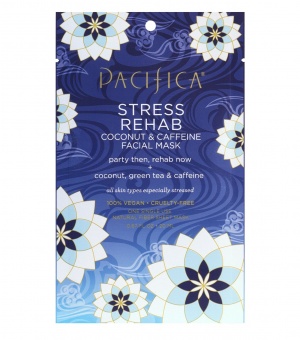 PACIFICA®
STRESS
REHAB
COCONUT & CAFFEINE
FACIAL MASK
party then, rehab now
+
coconut, green tea & caffeine
all skin types especially stressed
100% VEGAN • CRUELTY-FREE